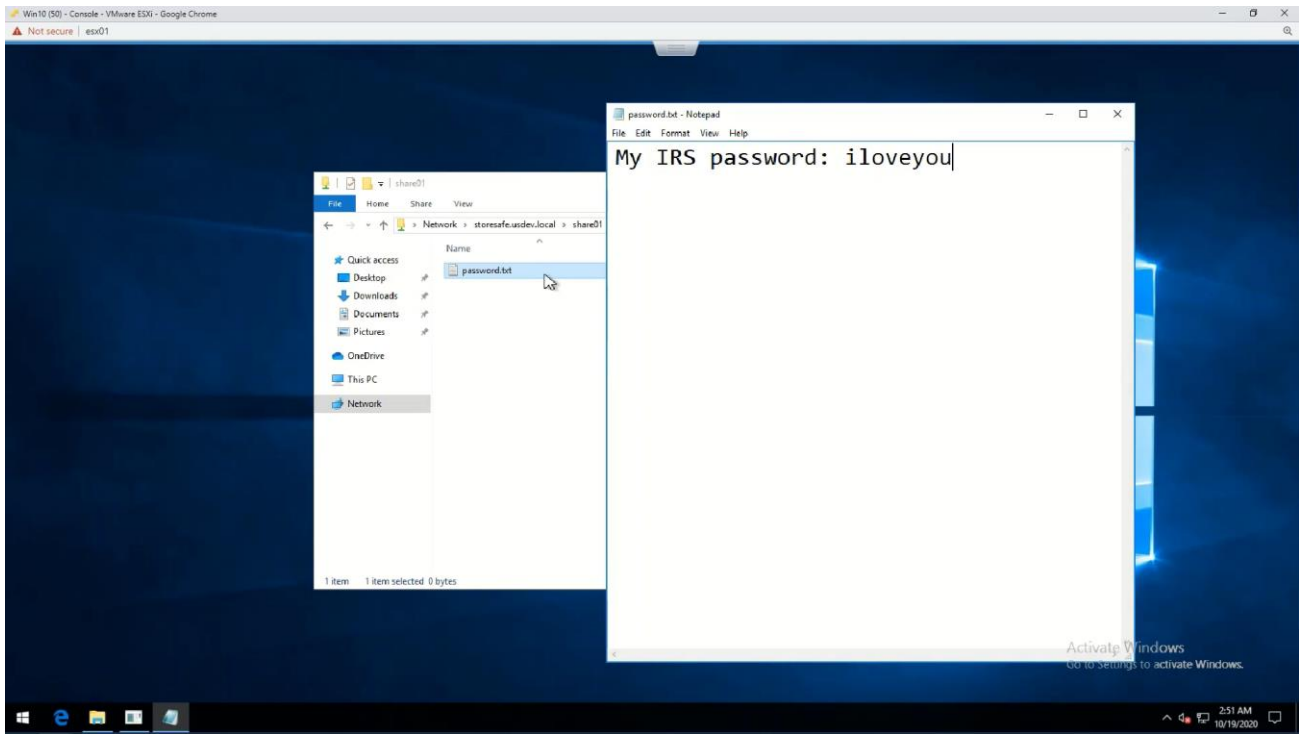 Win10 (50) - Console - VMware ESXi - Google Chrome
Not secure | esx01
password.txt - Notepad
File Edit Format View Help
My IRS password: iloveyou
share01
File Home Share View
Network > storesafe.usdev.local > share01
Name
password.txt
Quick access
Desktop
Downloads
Documents
Pictures
OneDrive
This PC
Network
1 item 1 item selected 0 bytes
Activate Windows
Go to Settings to activate Windows.
2:51 AM
10/19/2020